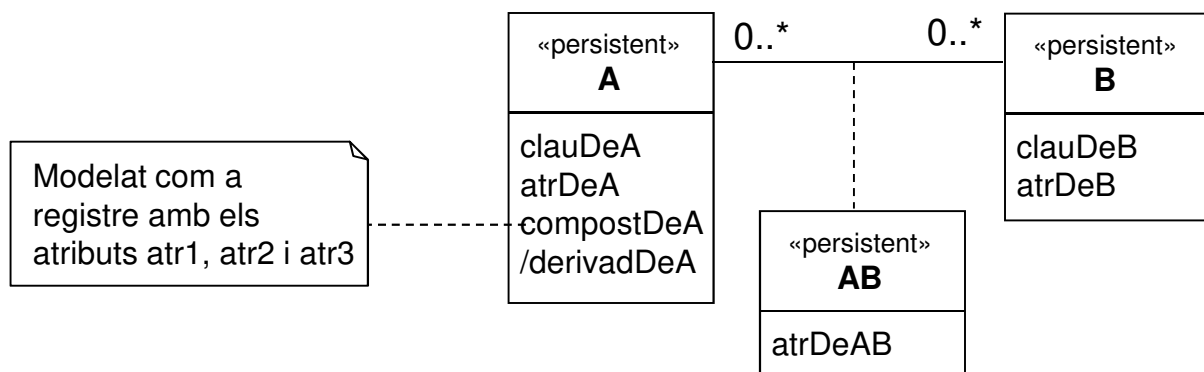 «persistent»
A
0..*
0..*
«persistent»
B
clauDeA
atrDeA
compostDeA
/derivadDeA
clauDeB
atrDeB
Modelat com a
registre amb els
atributs atr1, atr2 i atr3
«persistent»
AB
atrDeAB